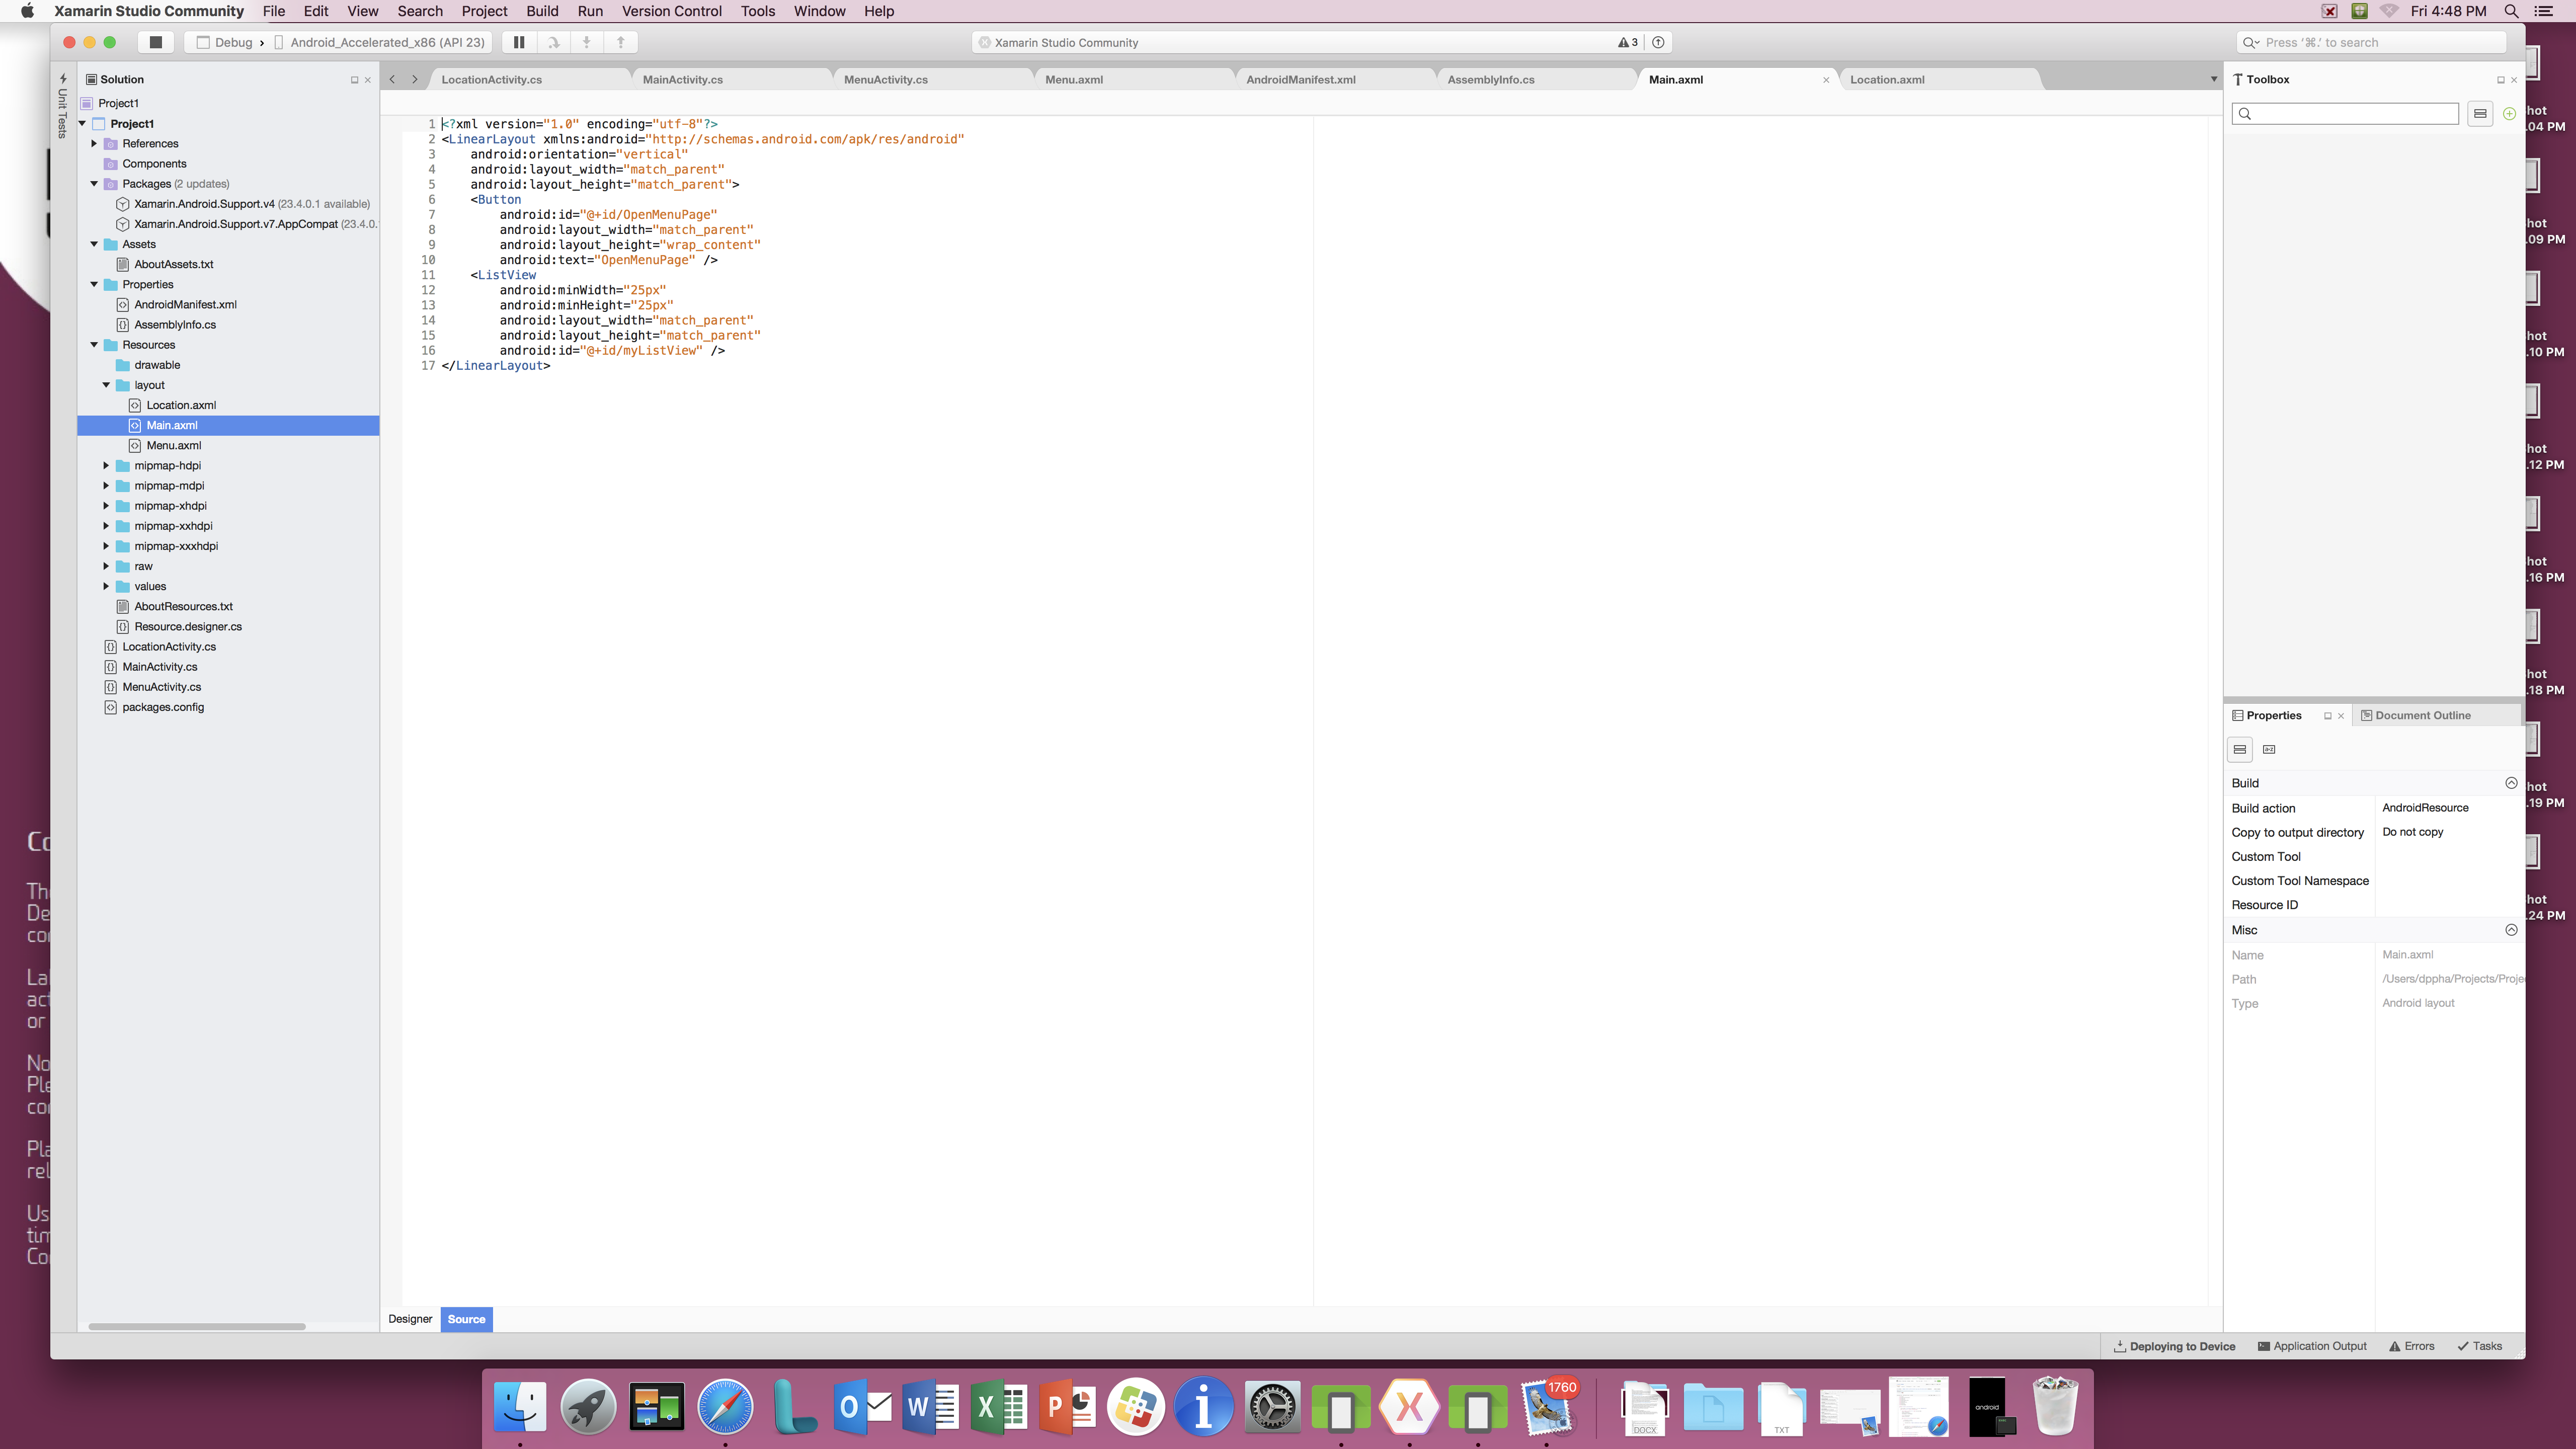 Xamarin Studio Community File Edit View Search Project Build Run Version Control Tools Window Help
Fri 4:48 PM
Debug › Android_Accelerated_x86 (API 23)
Xamarin Studio Community
3
Press '⌘.' to search
Unit Tests
Solution
Project1
Project1
References
Components
Packages (2 updates)
Xamarin.Android.Support.v4 (23.4.0.1 available)
Xamarin.Android.Support.v7.AppCompat (23.4.0.
Assets
AboutAssets.txt
Properties
AndroidManifest.xml
AssemblyInfo.cs
Resources
drawable
layout
Location.axml
Main.axml
Menu.axml
mipmap-hdpi
mipmap-mdpi
mipmap-xhdpi
mipmap-xxhdpi
mipmap-xxxhdpi
raw
values
AboutResources.txt
Resource.designer.cs
LocationActivity.cs
MainActivity.cs
MenuActivity.cs
packages.config
LocationActivity.cs MainActivity.cs MenuActivity.cs Menu.axml AndroidManifest.xml AssemblyInfo.cs Main.axml Location.axml
1 <?xml version="1.0" encoding="utf-8"?>
2 <LinearLayout xmlns:android="http://schemas.android.com/apk/res/android"
3 android:orientation="vertical"
4 android:layout_width="match_parent"
5 android:layout_height="match_parent">
6 <Button
7 android:id="@+id/OpenMenuPage"
8 android:layout_width="match_parent"
9 android:layout_height="wrap_content"
10 android:text="OpenMenuPage" />
11 <ListView
12 android:minWidth="25px"
13 android:minHeight="25px"
14 android:layout_width="match_parent"
15 android:layout_height="match_parent"
16 android:id="@+id/myListView" />
17 </LinearLayout>
Designer Source
Toolbox
Properties Document Outline
Build
Build action AndroidResource
Copy to output directory Do not copy
Custom Tool
Custom Tool Namespace
Resource ID
Misc
Name Main.axml
Path /Users/dppha/Projects/Proje
Type Android layout
Deploying to Device Application Output Errors Tasks
hot
.04 PM
hot
.09 PM
hot
.10 PM
hot
.12 PM
hot
.16 PM
hot
.18 PM
hot
.19 PM
hot
.24 PM
1760
DOCX
TXT
android